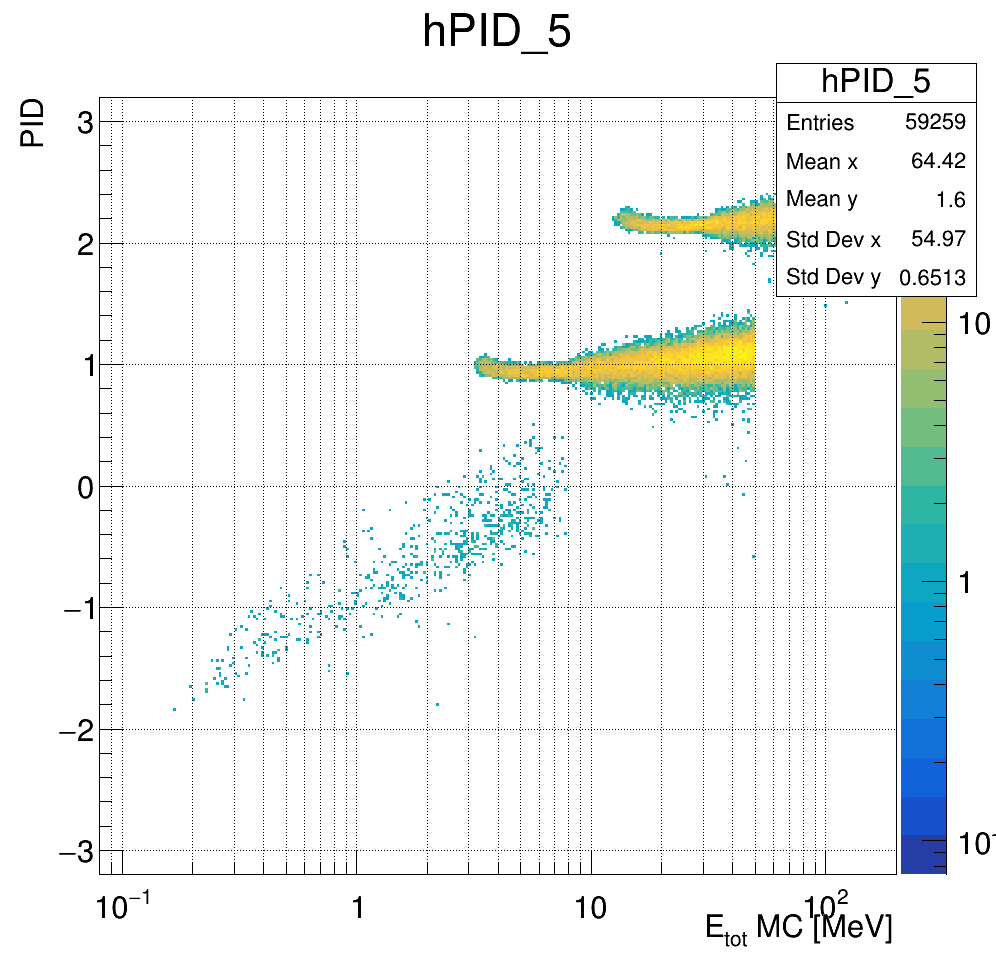 hPID_5
PID
hPID_5
Entries 59259
Mean x 64.42
Mean y 1.6
Std Dev x 54.97
Std Dev y 0.6513
3
2
1
0
−1
−2
−3
10
1
10⁻
10⁻¹
1
10
10²
E_tot MC [MeV]